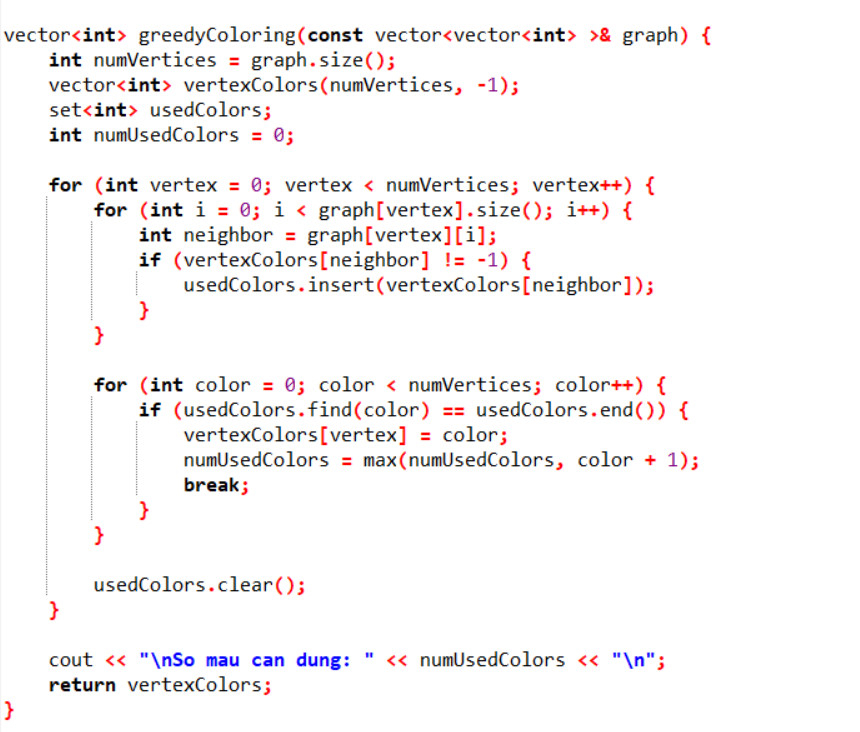 vector<int> greedyColoring(const vector<vector<int> >& graph) {
    int numVertices = graph.size();
    vector<int> vertexColors(numVertices, -1);
    set<int> usedColors;
    int numUsedColors = 0;

    for (int vertex = 0; vertex < numVertices; vertex++) {
        for (int i = 0; i < graph[vertex].size(); i++) {
            int neighbor = graph[vertex][i];
            if (vertexColors[neighbor] != -1) {
                usedColors.insert(vertexColors[neighbor]);
            }
        }

        for (int color = 0; color < numVertices; color++) {
            if (usedColors.find(color) == usedColors.end()) {
                vertexColors[vertex] = color;
                numUsedColors = max(numUsedColors, color + 1);
                break;
            }
        }

        usedColors.clear();
    }

    cout << "\nSo mau can dung: " << numUsedColors << "\n";
    return vertexColors;
}